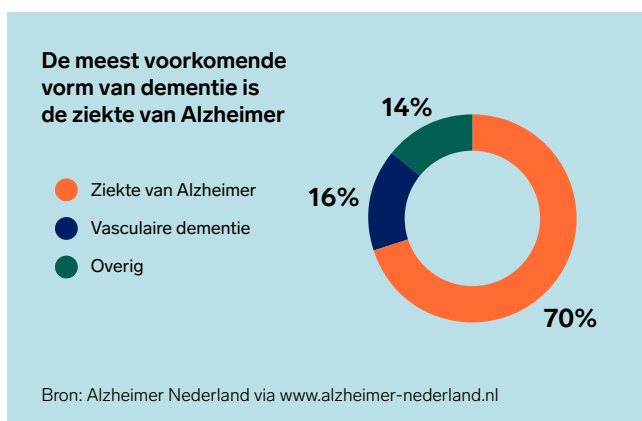 De meest voorkomende
vorm van dementie is
de ziekte van Alzheimer
14%
Ziekte van Alzheimer
16%
Vasculaire dementie
Overig
70%
Bron: Alzheimer Nederland via www.alzheimer-nederland.nl